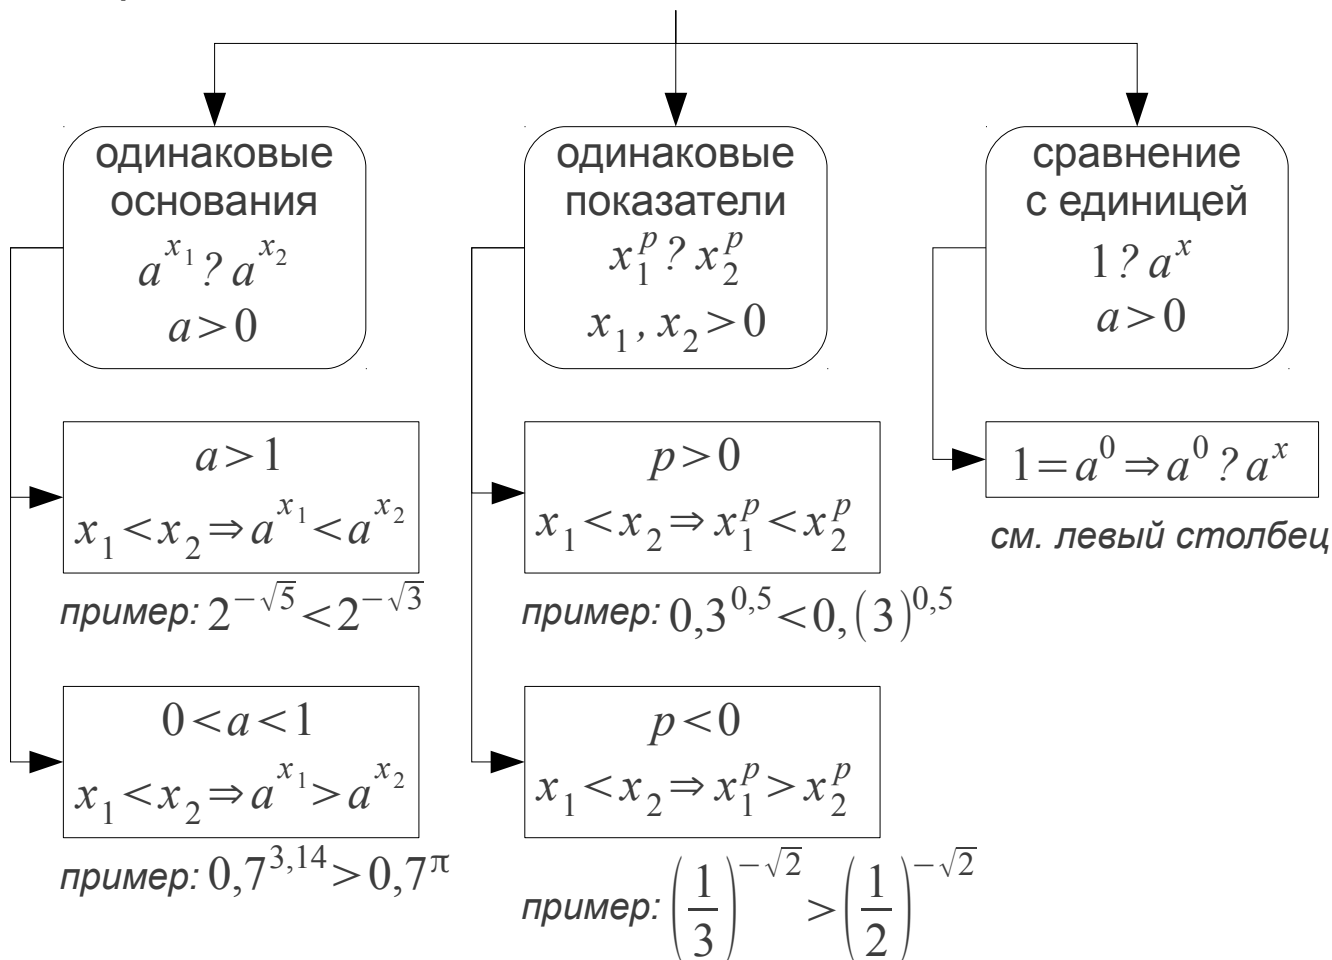 одинаковые
основания
a^{x_1} ? a^{x_2}
a>0
a>1
x_1<x_2⇒a^{x_1}<a^{x_2}
пример: 2^{−√5}<2^{−√3}
0<a<1
x_1<x_2⇒a^{x_1}>a^{x_2}
пример: 0,7^{3,14}>0,7^π
одинаковые
показатели
x_1^p ? x_2^p
x_1, x_2>0
p>0
x_1<x_2⇒x_1^p<x_2^p
пример: 0,3^{0,5}<0,(3)^{0,5}
p<0
x_1<x_2⇒x_1^p>x_2^p
пример: (1/3)^{−√2}>(1/2)^{−√2}
сравнение
с единицей
1 ? a^x
a>0
1=a^0⇒a^0 ? a^x
см. левый столбец